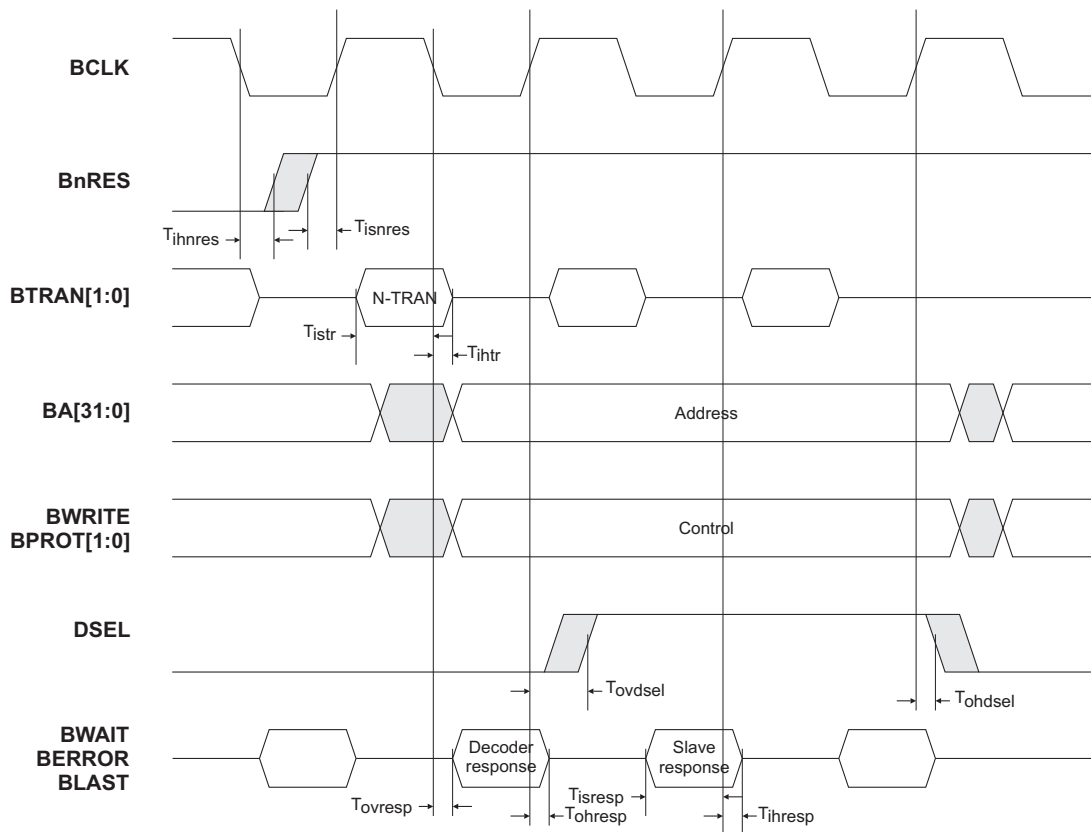 BCLK
BnRES
Tihnres
Tisnres
BTRAN[1:0]
N-TRAN
Tistr
Tihtr
BA[31:0]
Address
BWRITE
BPROT[1:0]
Control
DSEL
Tovdsel
Tohdsel
BWAIT
BERROR
BLAST
Decoder
response
Slave
response
Tovresp
Tisresp
Tohresp
Tihresp